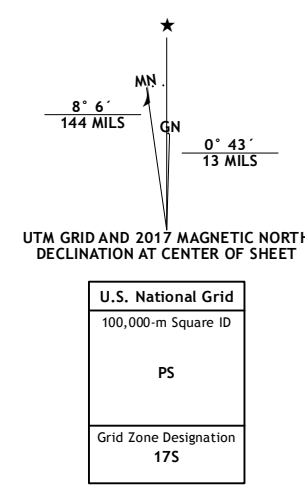 ★
MN
GN
8° 6´
144 MILS
0° 43´
13 MILS
UTM GRID AND 2017 MAGNETIC NORTH
DECLINATION AT CENTER OF SHEET
U.S. National Grid
100,000-m Square ID
PS
Grid Zone Designation
17S